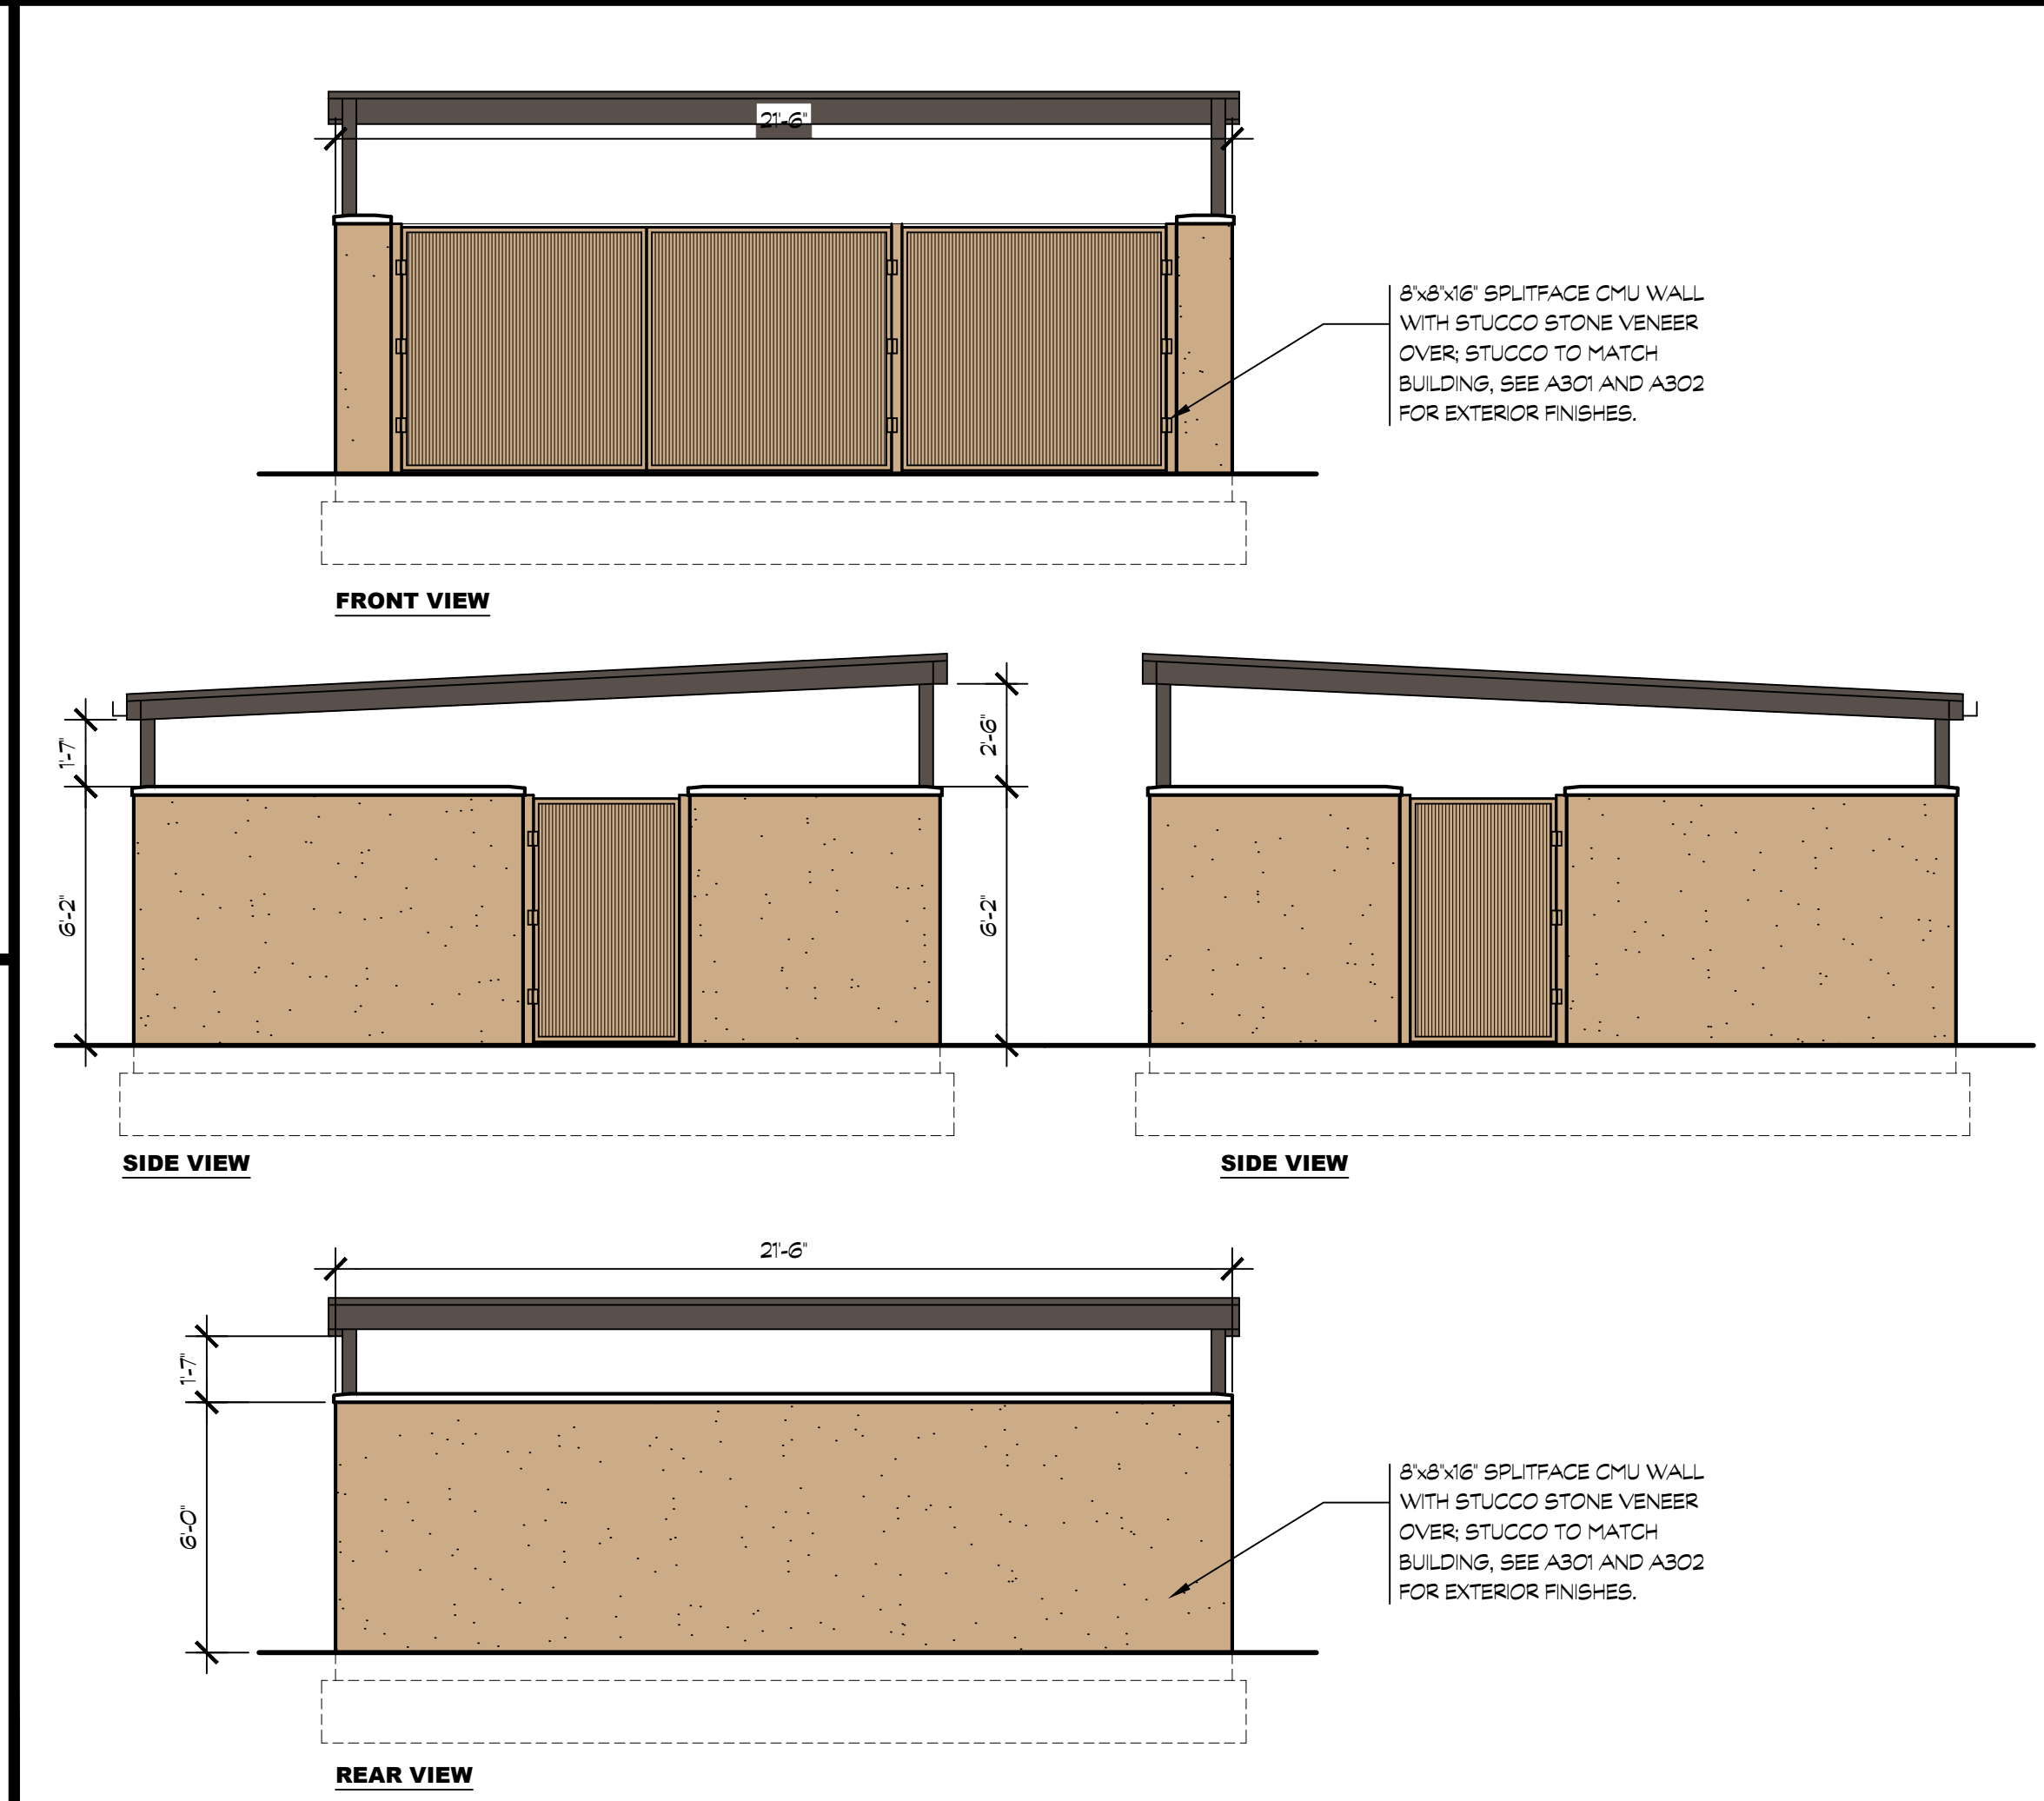 21'-6"
8"x8"x16" SPLITFACE CMU WALL
WITH STUCCO STONE VENEER
OVER; STUCCO TO MATCH
BUILDING, SEE A301 AND A302
FOR EXTERIOR FINISHES.
FRONT VIEW
1'-7"
6'-2"
2'-6"
6'-2"
SIDE VIEW
SIDE VIEW
21'-6"
1'-7"
6'-0"
8"x8"x16" SPLITFACE CMU WALL
WITH STUCCO STONE VENEER
OVER; STUCCO TO MATCH
BUILDING, SEE A301 AND A302
FOR EXTERIOR FINISHES.
REAR VIEW